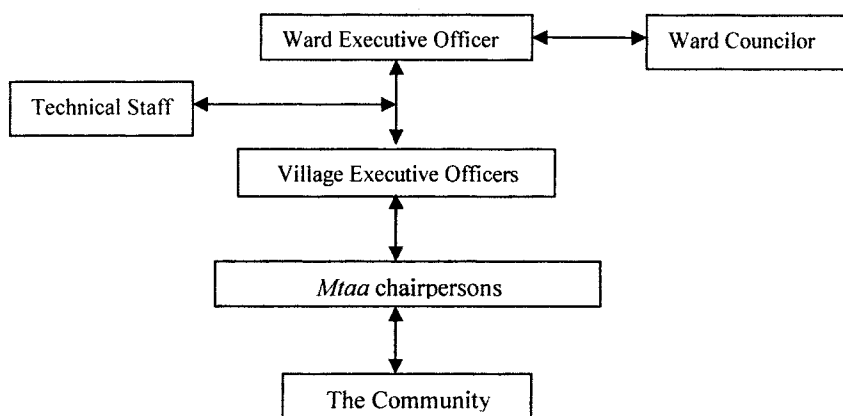 Ward Executive Officer
Ward Councilor
Technical Staff
Village Executive Officers
Mtaa chairpersons
The Community